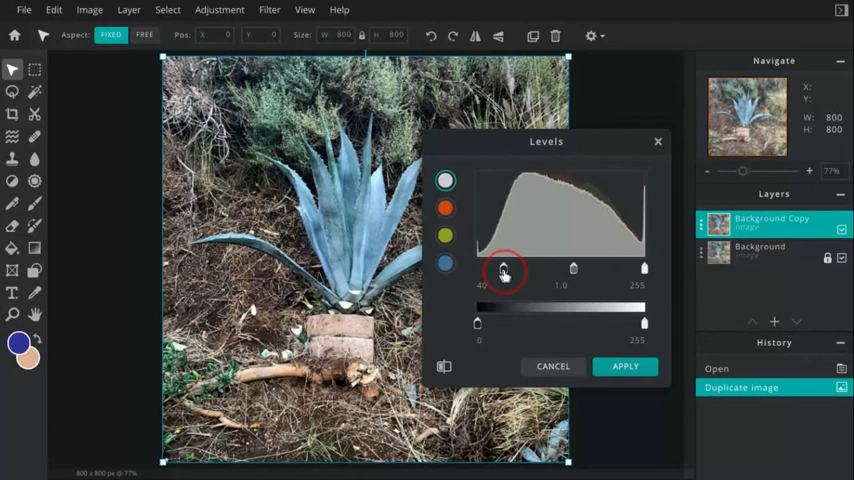 File Edit Image Layer Select Adjustment Filter View Help
Aspect: FIXED FREE X: 0 Y: 0 Size: W 800 H 800
Navigate
X:
Y:
W: 800
H: 800
- + 77%
Levels
40 1.0 255
0 255
CANCEL APPLY
Layers
Background Copy
Image
Background
Image
+
History
Open
Duplicate image
800 x 800 px @ 77%